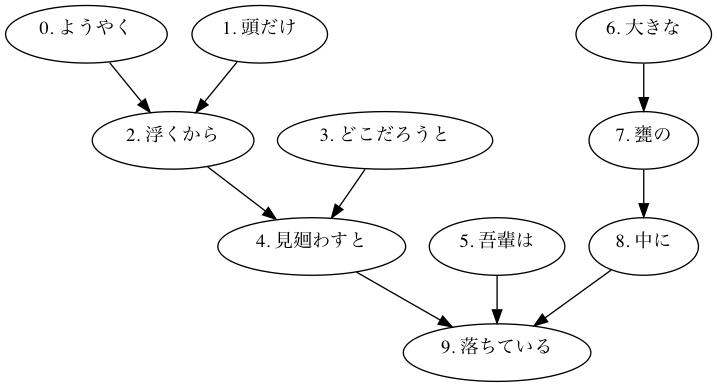 0. ようやく
1. 頭だけ
6. 大きな
2. 浮くから
3. どこだろうと
7. 甕の
4. 見廻わすと
5. 吾輩は
8. 中に
9. 落ちている